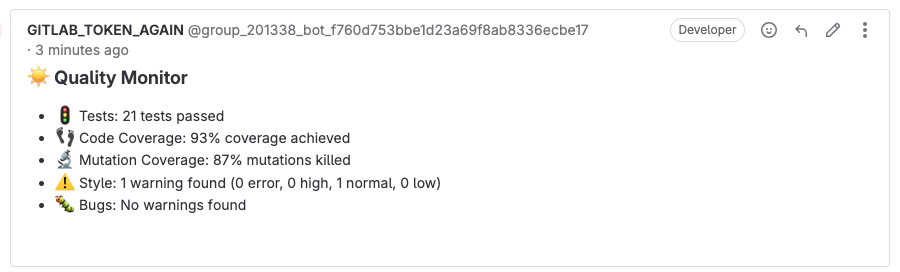 GITLAB_TOKEN_AGAIN @group_201338_bot_f760d753bbe1d23a69f8ab8336ecbe17 Developer
· 3 minutes ago
Quality Monitor
Tests: 21 tests passed
Code Coverage: 93% coverage achieved
Mutation Coverage: 87% mutations killed
Style: 1 warning found (0 error, 0 high, 1 normal, 0 low)
Bugs: No warnings found